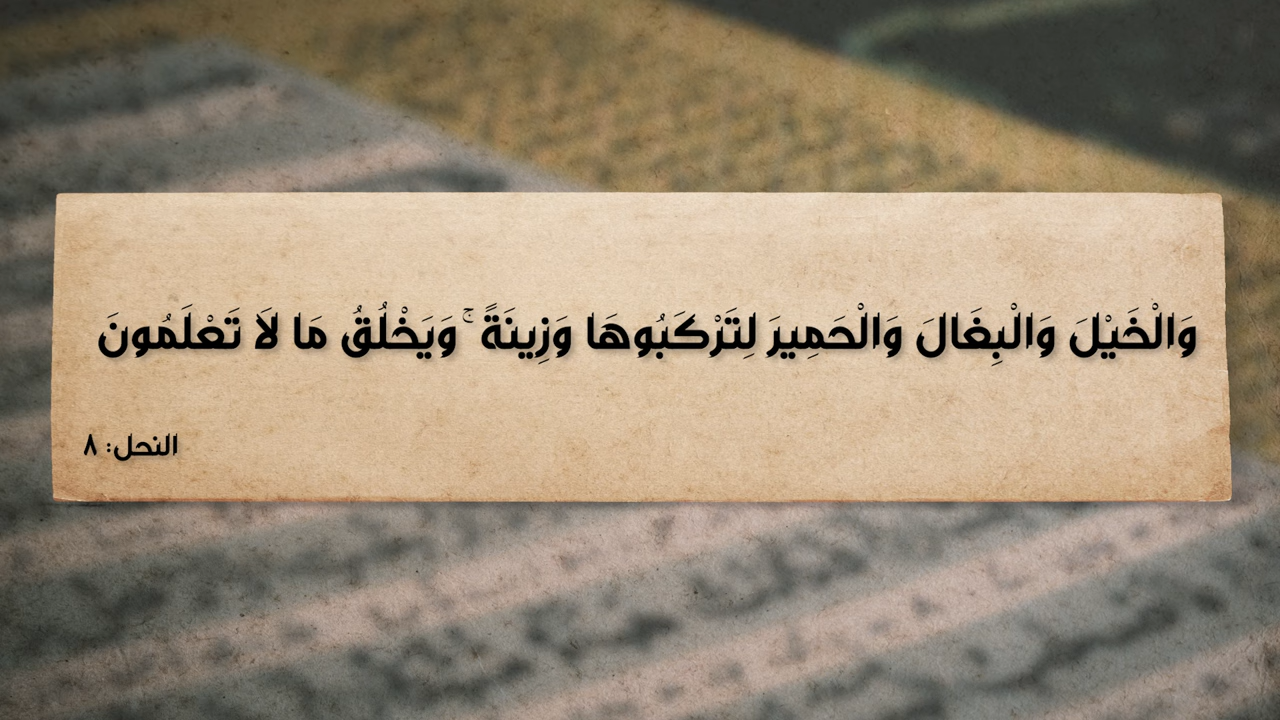 وَالْخَيْلَ وَالْبِغَالَ وَالْحَمِيرَ لِتَرْكَبُوهَا وَزِينَةً ۚ وَيَخْلُقُ مَا لَا تَعْلَمُونَ
النحل: ٨